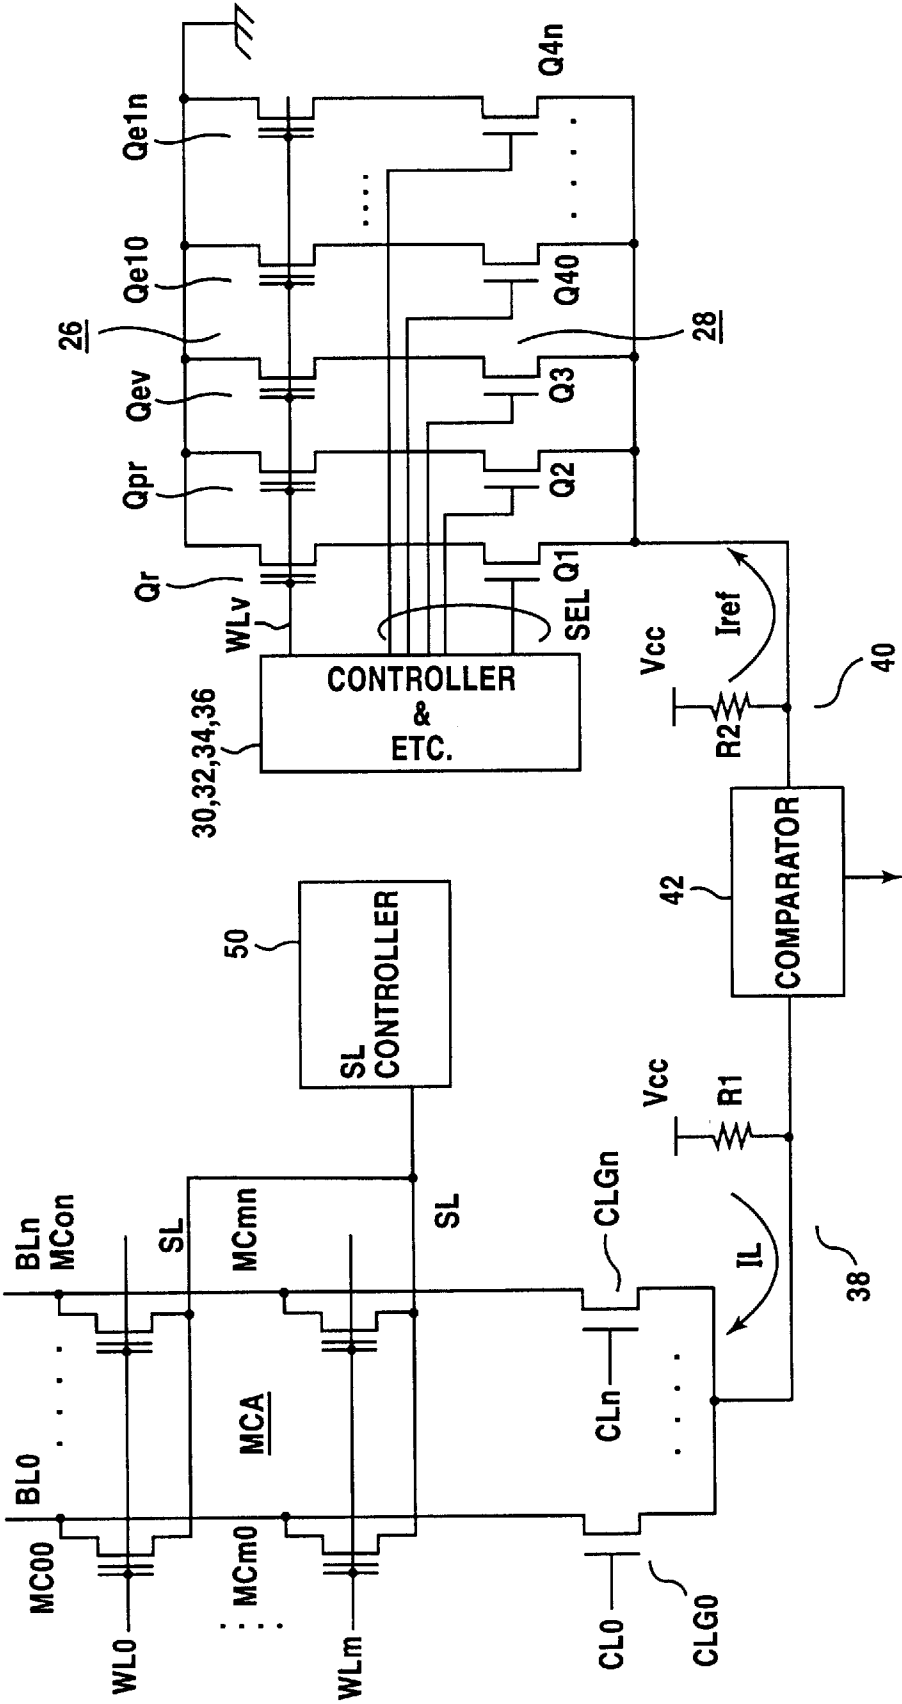 BL0
BLn
MC00
MCon
WL0
SL
MCA
MCm0
MCmn
WLm
SL
CL0
CLG0
CLn
CLGn
IL
38
Vcc
R1
50
SL
CONTROLLER
42
COMPARATOR
30,32,34,36
CONTROLLER
&
ETC.
WLv
SEL
Qr
Qpr
Qev
26
Qe10
Qe1n
Q1
Q2
Q3
Q40
Q4n
28
Vcc
R2
Iref
40